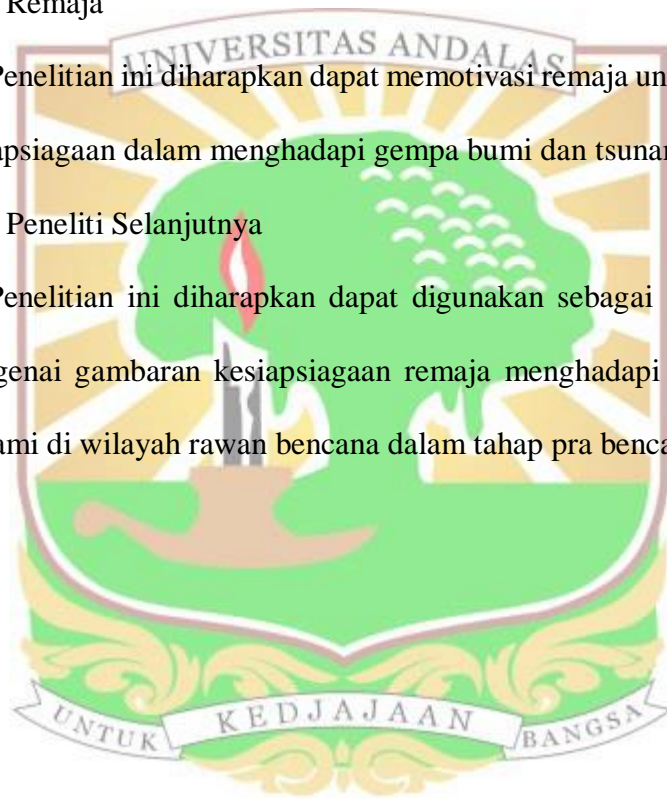 Remaja
UNIVERSITAS ANDALAS
Penelitian ini diharapkan dapat memotivasi remaja un
apsiagaan dalam menghadapi gempa bumi dan tsunam
Peneliti Selanjutnya
Penelitian ini diharapkan dapat digunakan sebagai
genai gambaran kesiapsiagaan remaja menghadapi
ami di wilayah rawan bencana dalam tahap pra benca
UNTUK KEDJAJAAN BANGSA